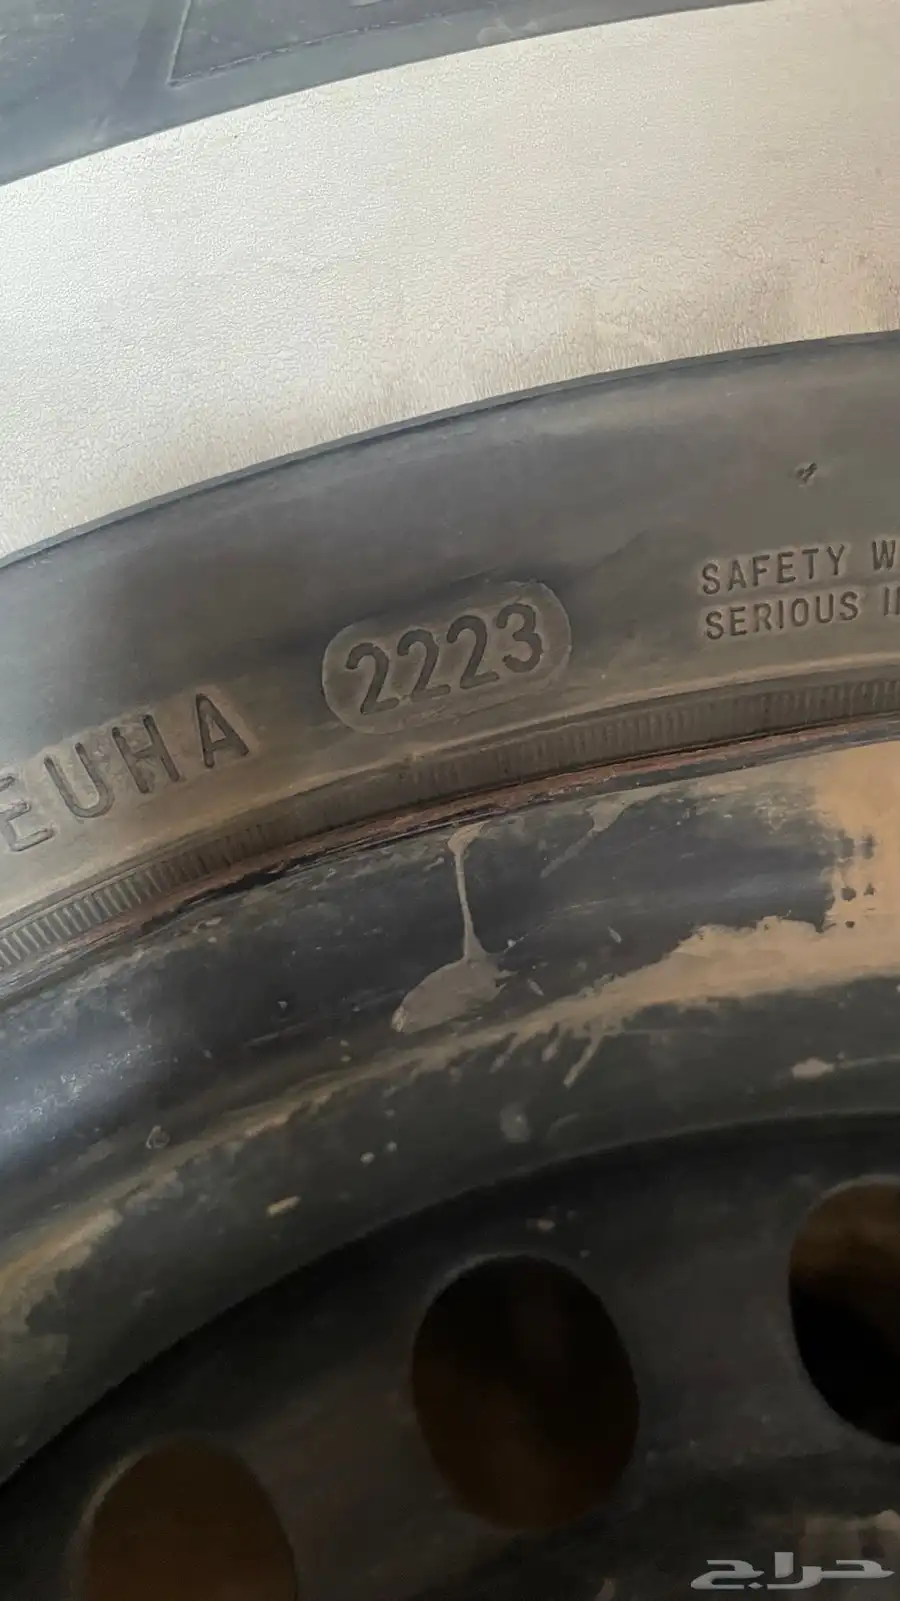 EUHA 2223
SAFETY W
SERIOUS I
حراج